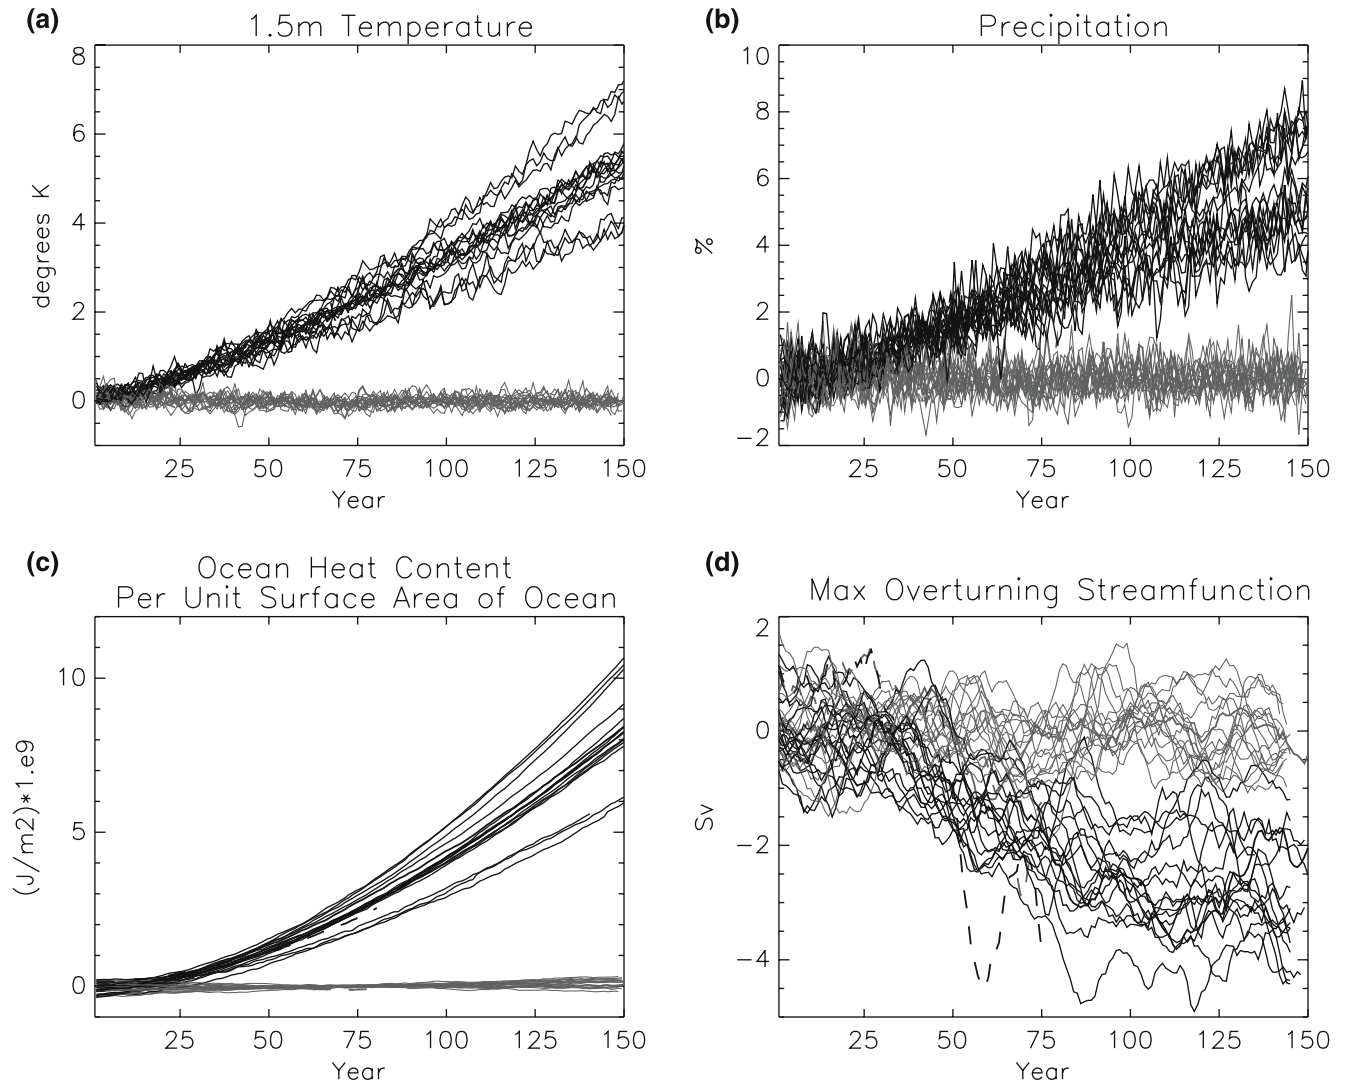 (a) 1.5m Temperature
8
6
4
2
0
degrees K
25 50 75 100 125 150
Year
(b) Precipitation
10
8
6
4
2
0
−2
%
25 50 75 100 125 150
Year
(c) Ocean Heat Content
Per Unit Surface Area of Ocean
10
5
0
(J/m2)*1.e9
25 50 75 100 125 150
Year
(d) Max Overturning Streamfunction
2
0
−2
−4
Sv
25 50 75 100 125 150
Year